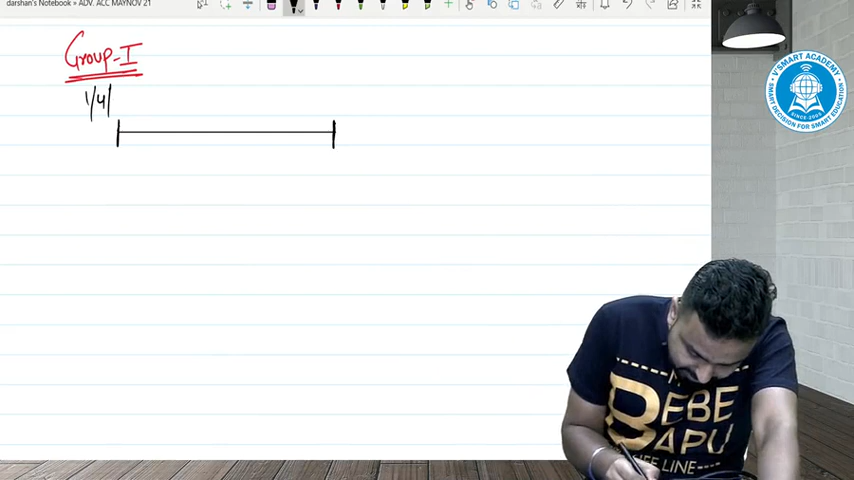 darshan's Notebook » ADV. ACC MAYNOV 21
Group-I
1/4/
V'SMART ACADEMY
SINCE-2003
SMART DECISION FOR SMART EDUCATION
BEBE
BAPU
LIFE LINE